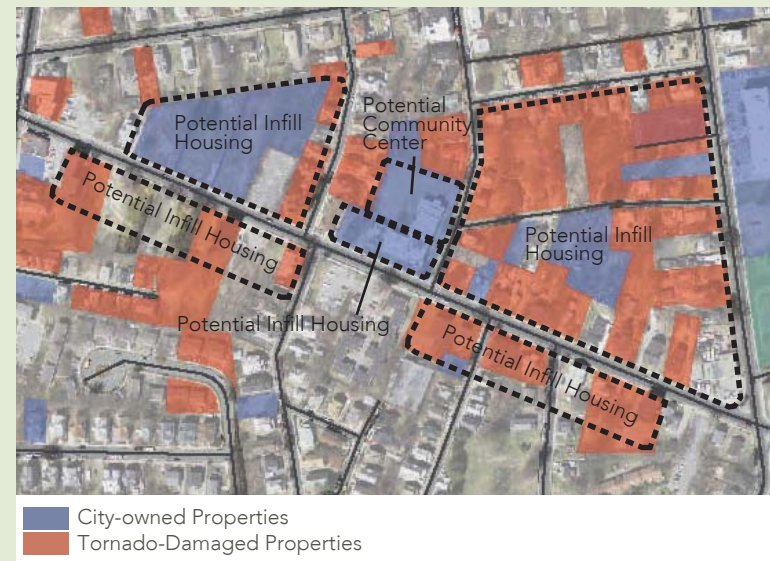 Potential Infill
Housing
Potential
Community
Center
Potential Infill Housing
Potential Infill
Housing
Potential Infill Housing
Potential Infill Housing
City-owned Properties
Tornado-Damaged Properties